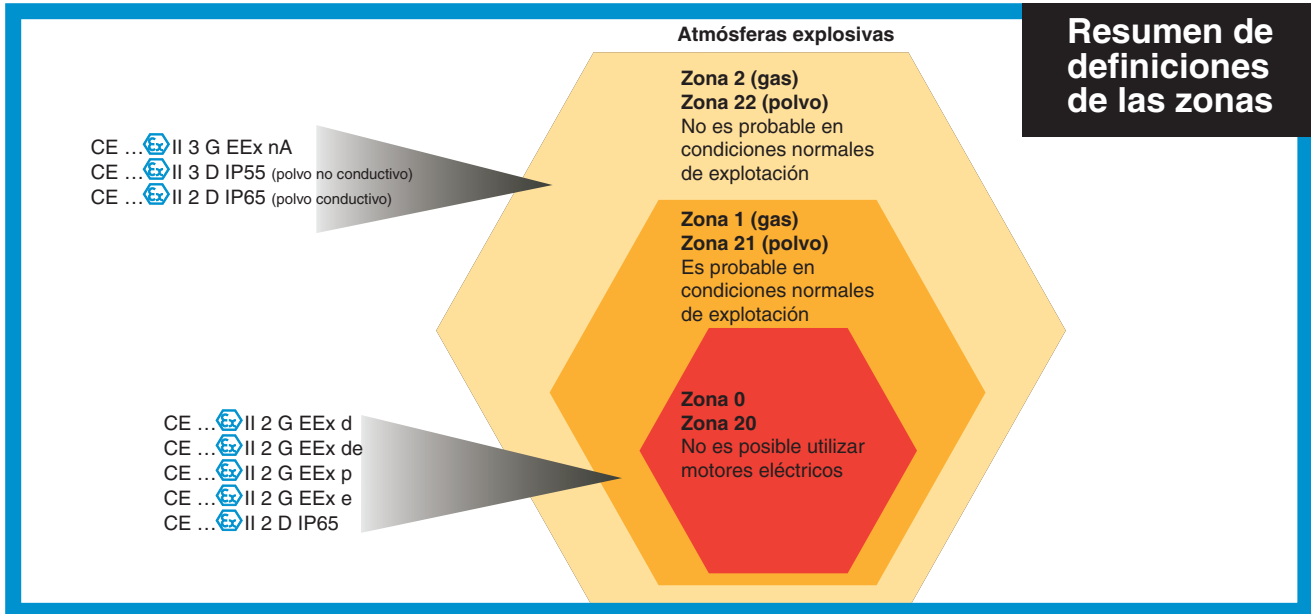 Resumen de
definiciones
de las zonas
Atmósferas explosivas
Zona 2 (gas)
Zona 22 (polvo)
No es probable en
condiciones normales
de explotación
CE … Ex II 3 G EEx nA
CE … Ex II 3 D IP55 (polvo no conductivo)
CE … Ex II 2 D IP65 (polvo conductivo)
Zona 1 (gas)
Zona 21 (polvo)
Es probable en
condiciones normales
de explotación
Zona 0
Zona 20
No es posible utilizar
motores eléctricos
CE … Ex II 2 G EEx d
CE … Ex II 2 G EEx de
CE … Ex II 2 G EEx p
CE … Ex II 2 G EEx e
CE … Ex II 2 D IP65